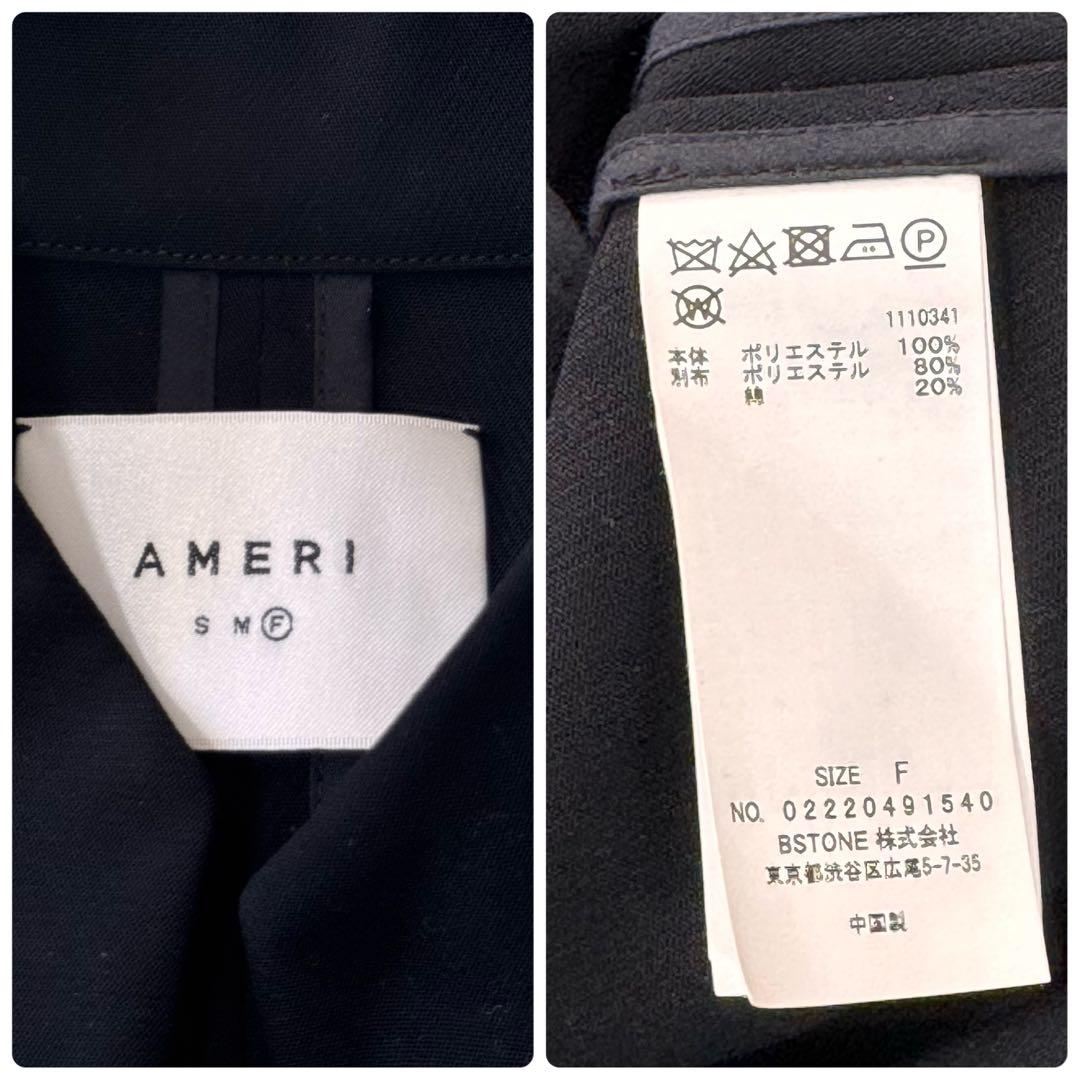 AMERI
S M F
P
W
1110341
本体 ポリエステル 100%
別布 ポリエステル 80%
綿 20%
SIZE F
NO. 02220491540
BSTONE 株式会社
東京都渋谷区広尾5-7-35
中国製